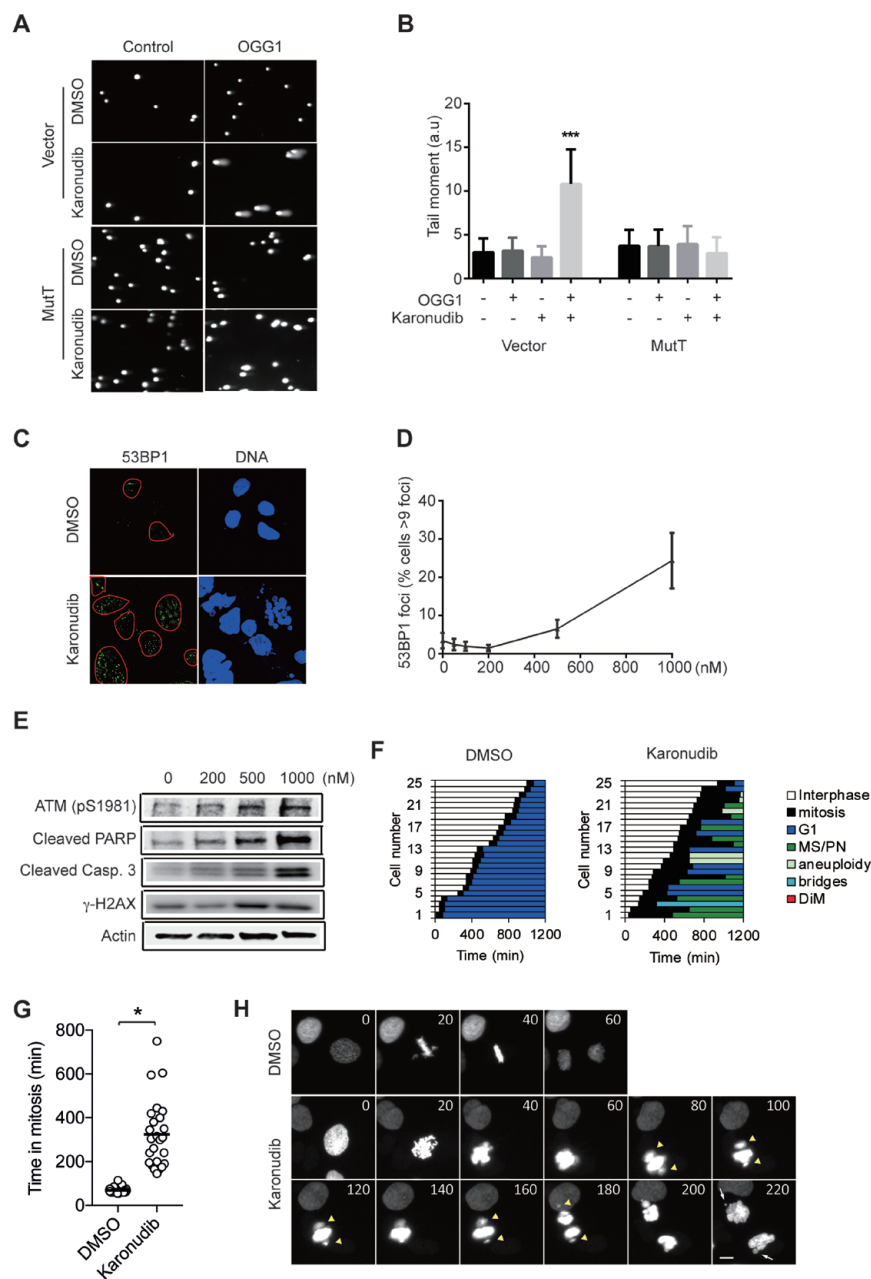 A
Control OGG1
Vector
DMSO
Karonudib
MutT
DMSO
Karonudib
B
Tail moment (a.u)
20
15
10
5
0
***
OGG1 - + - + - + - +
Karonudib - - + + - - + +
Vector MutT
C
53BP1 DNA
DMSO
Karonudib
D
53BP1 foci (% cells >9 foci)
40
30
20
10
0
0 200 400 600 800 1000 (nM)
E
0 200 500 1000 (nM)
ATM (pS1981)
Cleaved PARP
Cleaved Casp. 3
γ-H2AX
Actin
F
DMSO
Cell number
25
21
17
13
9
5
1
0 400 800 1200
Time (min)
Karonudib
Cell number
25
21
17
13
9
5
1
0 400 800 1200
Time (min)
Interphase
mitosis
G1
MS/PN
aneuploidy
bridges
DiM
G
Time in mitosis (min)
800
600
400
200
0
*
DMSO
Karonudib
H
DMSO
0 20 40 60
Karonudib
0 20 40 60 80 100
120 140 160 180 200 220